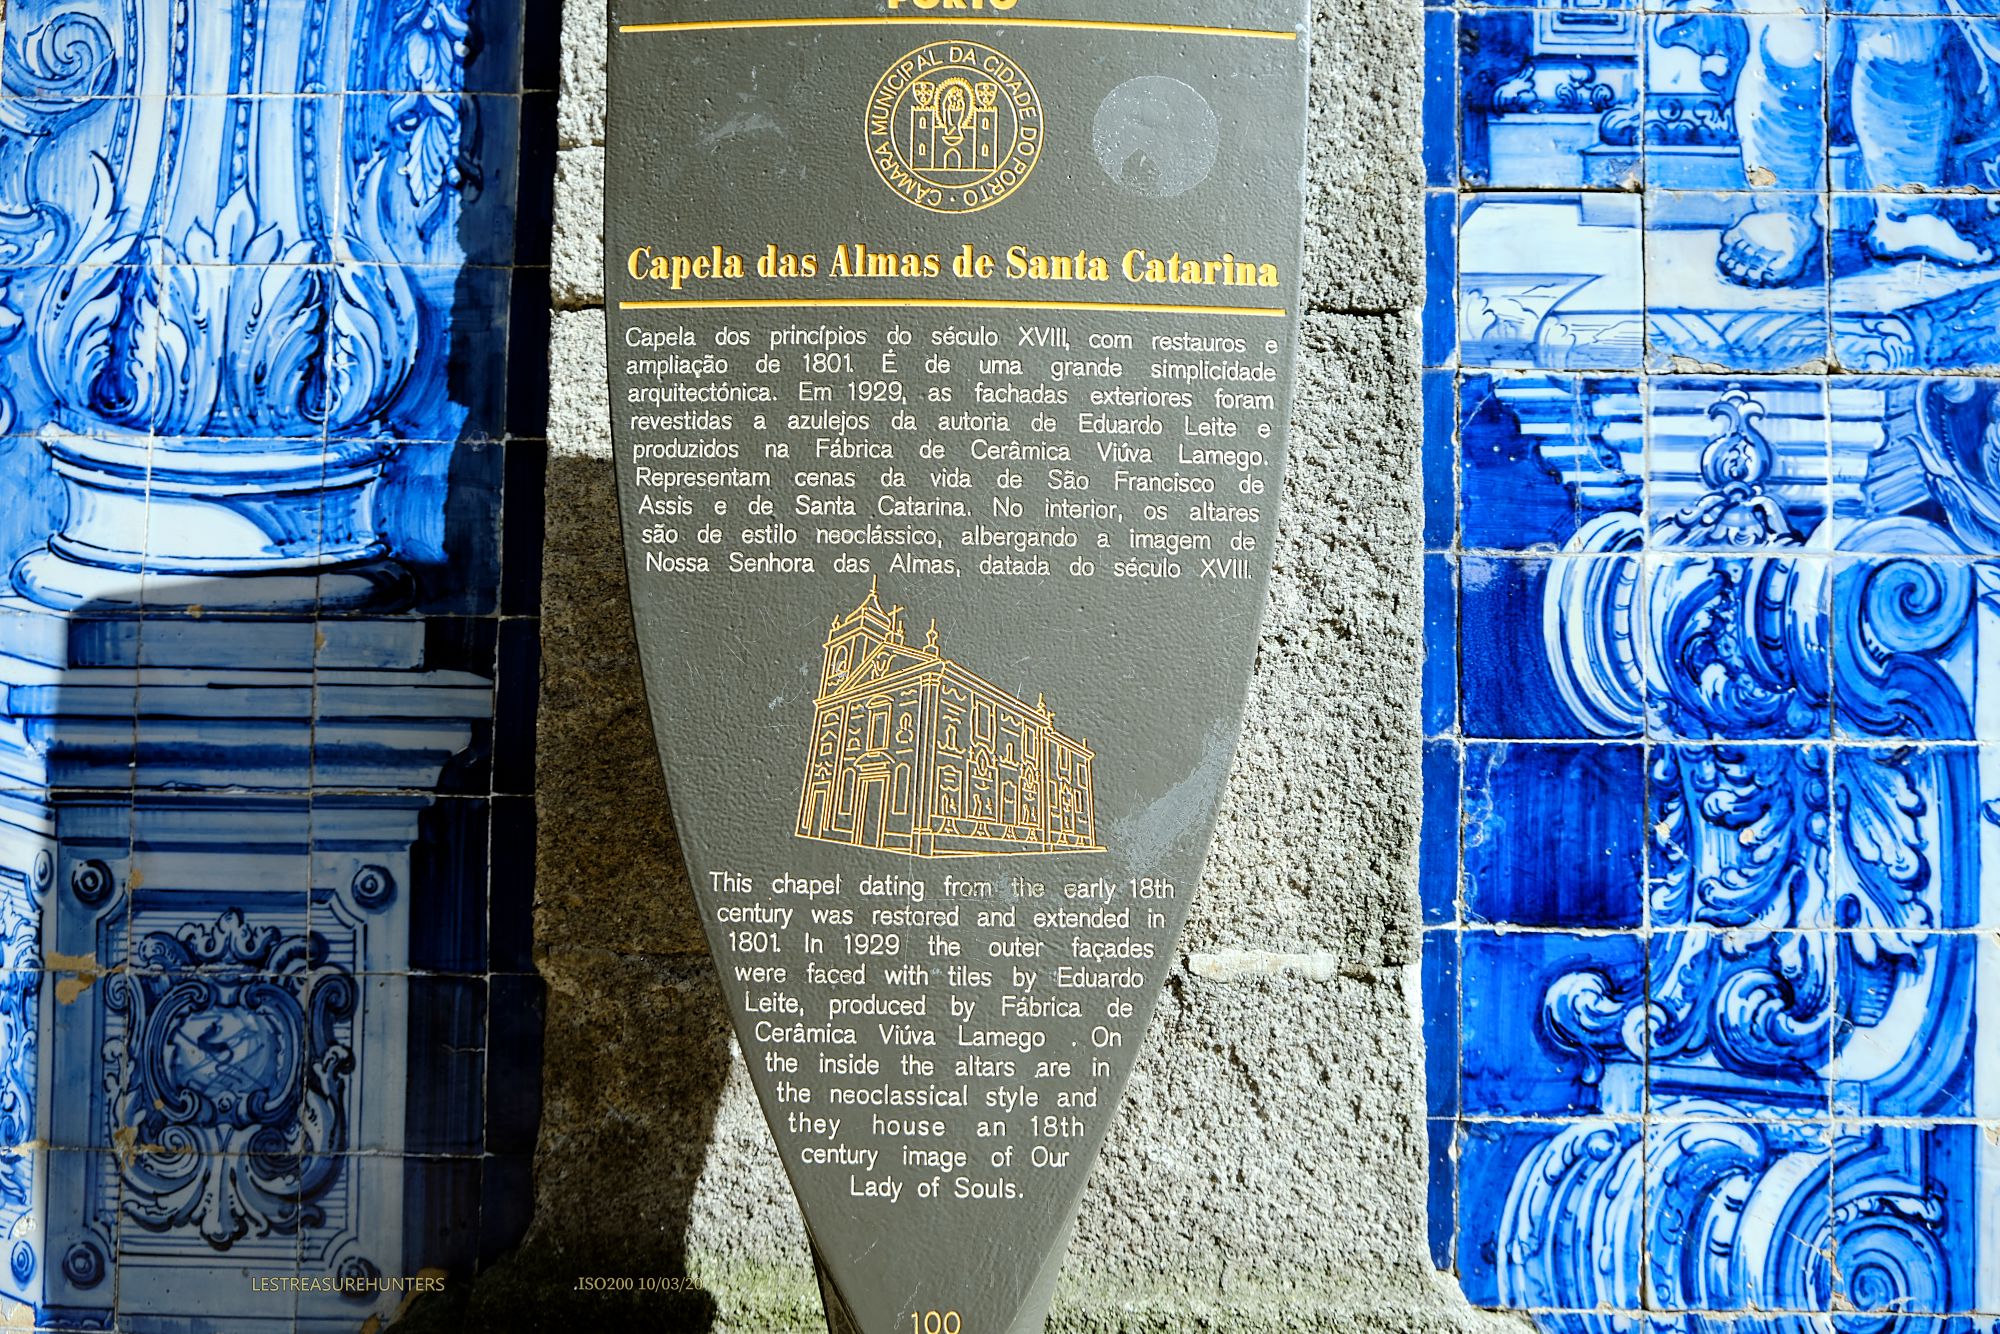 PORTO
CÂMARA MUNICIPAL DA CIDADE DO PORTO ·
Capela das Almas de Santa Catarina
Capela dos princípios do século XVIII, com restauros e
ampliação de 1801. É de uma grande simplicidade
arquitectónica. Em 1929, as fachadas exteriores foram
revestidas a azulejos da autoria de Eduardo Leite e
produzidos na Fábrica de Cerâmica Viúva Lamego.
Representam cenas da vida de São Francisco de
Assis e de Santa Catarina. No interior, os altares
são de estilo neoclássico, albergando a imagem de
Nossa Senhora das Almas, datada do século XVIII.
This chapel dating from the early 18th
century was restored and extended in
1801. In 1929 the outer façades
were faced with tiles by Eduardo
Leite, produced by Fábrica de
Cerâmica Viúva Lamego . On
the inside the altars are in
the neoclassical style and
they house an 18th
century image of Our
Lady of Souls.
LESTREASUREHUNTERS
.ISO200
100